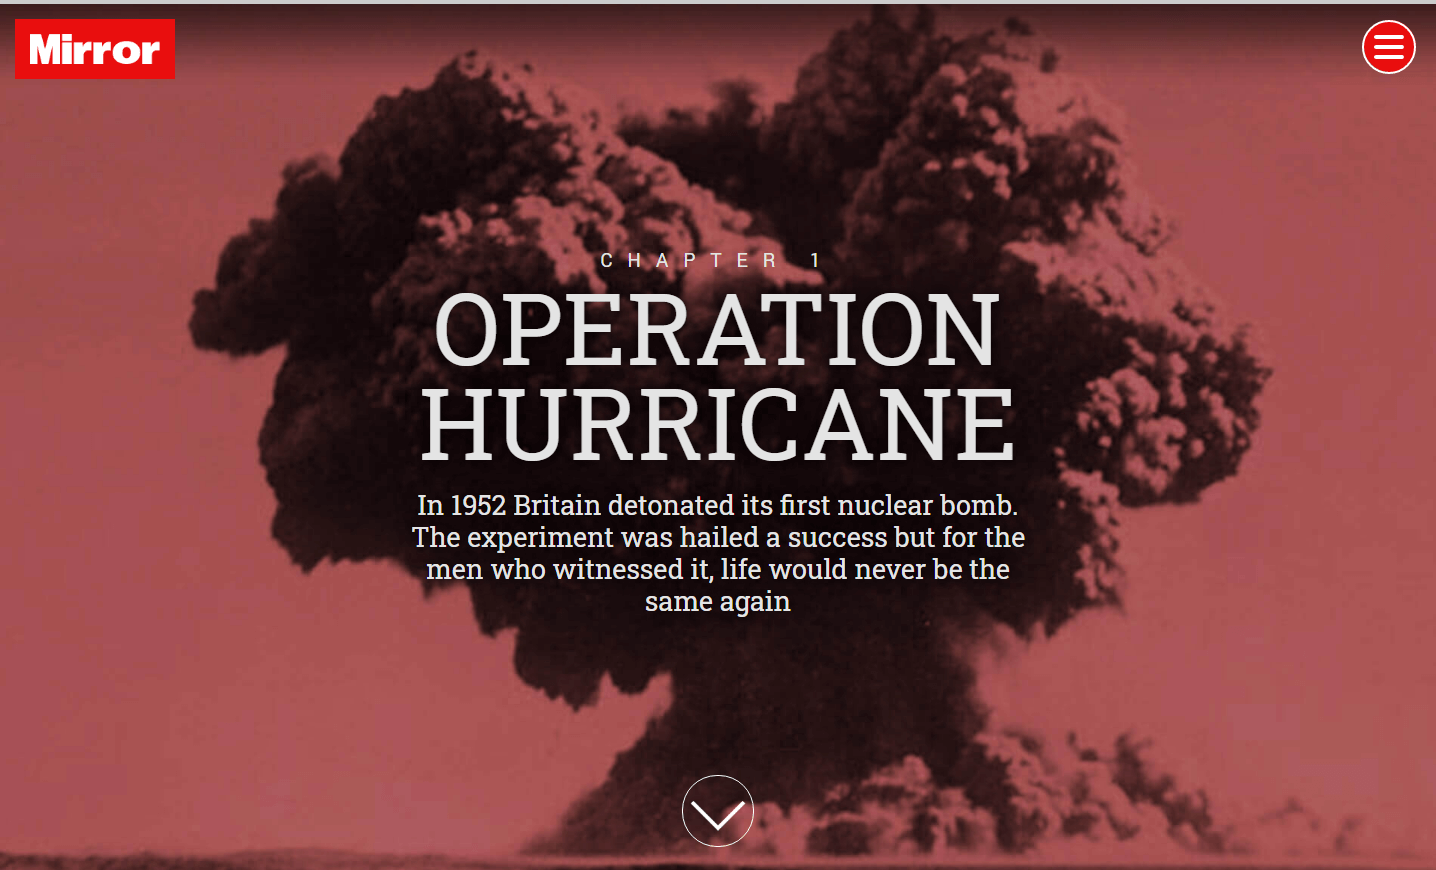 Mirror
CHAPTER 1
OPERATION
HURRICANE
In 1952 Britain detonated its first nuclear bomb.
The experiment was hailed a success but for the
men who witnessed it, life would never be the
same again